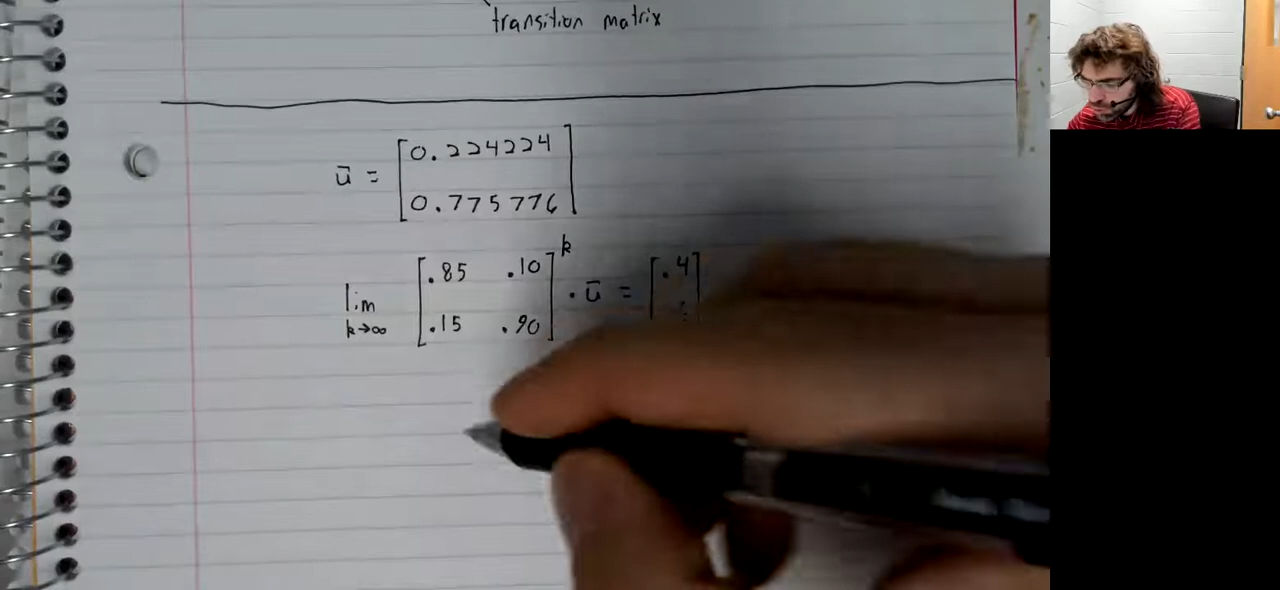 transition matrix
ū = [0.224224
0.775776]
lim k→∞ [.85 .10
.15 .90]^k · ū = [.4